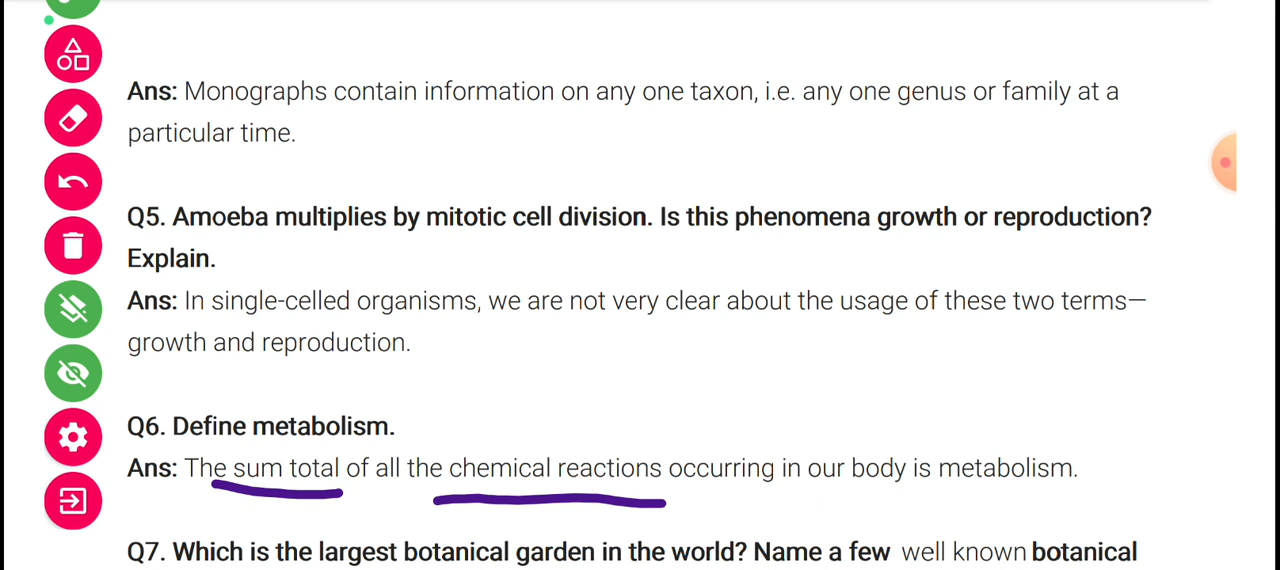 Ans: Monographs contain information on any one taxon, i.e. any one genus or family at a
particular time.
Q5. Amoeba multiplies by mitotic cell division. Is this phenomena growth or reproduction?
Explain.
Ans: In single-celled organisms, we are not very clear about the usage of these two terms—
growth and reproduction.
Q6. Define metabolism.
Ans: The sum total of all the chemical reactions occurring in our body is metabolism.
Q7. Which is the largest botanical garden in the world? Name a few well known botanical